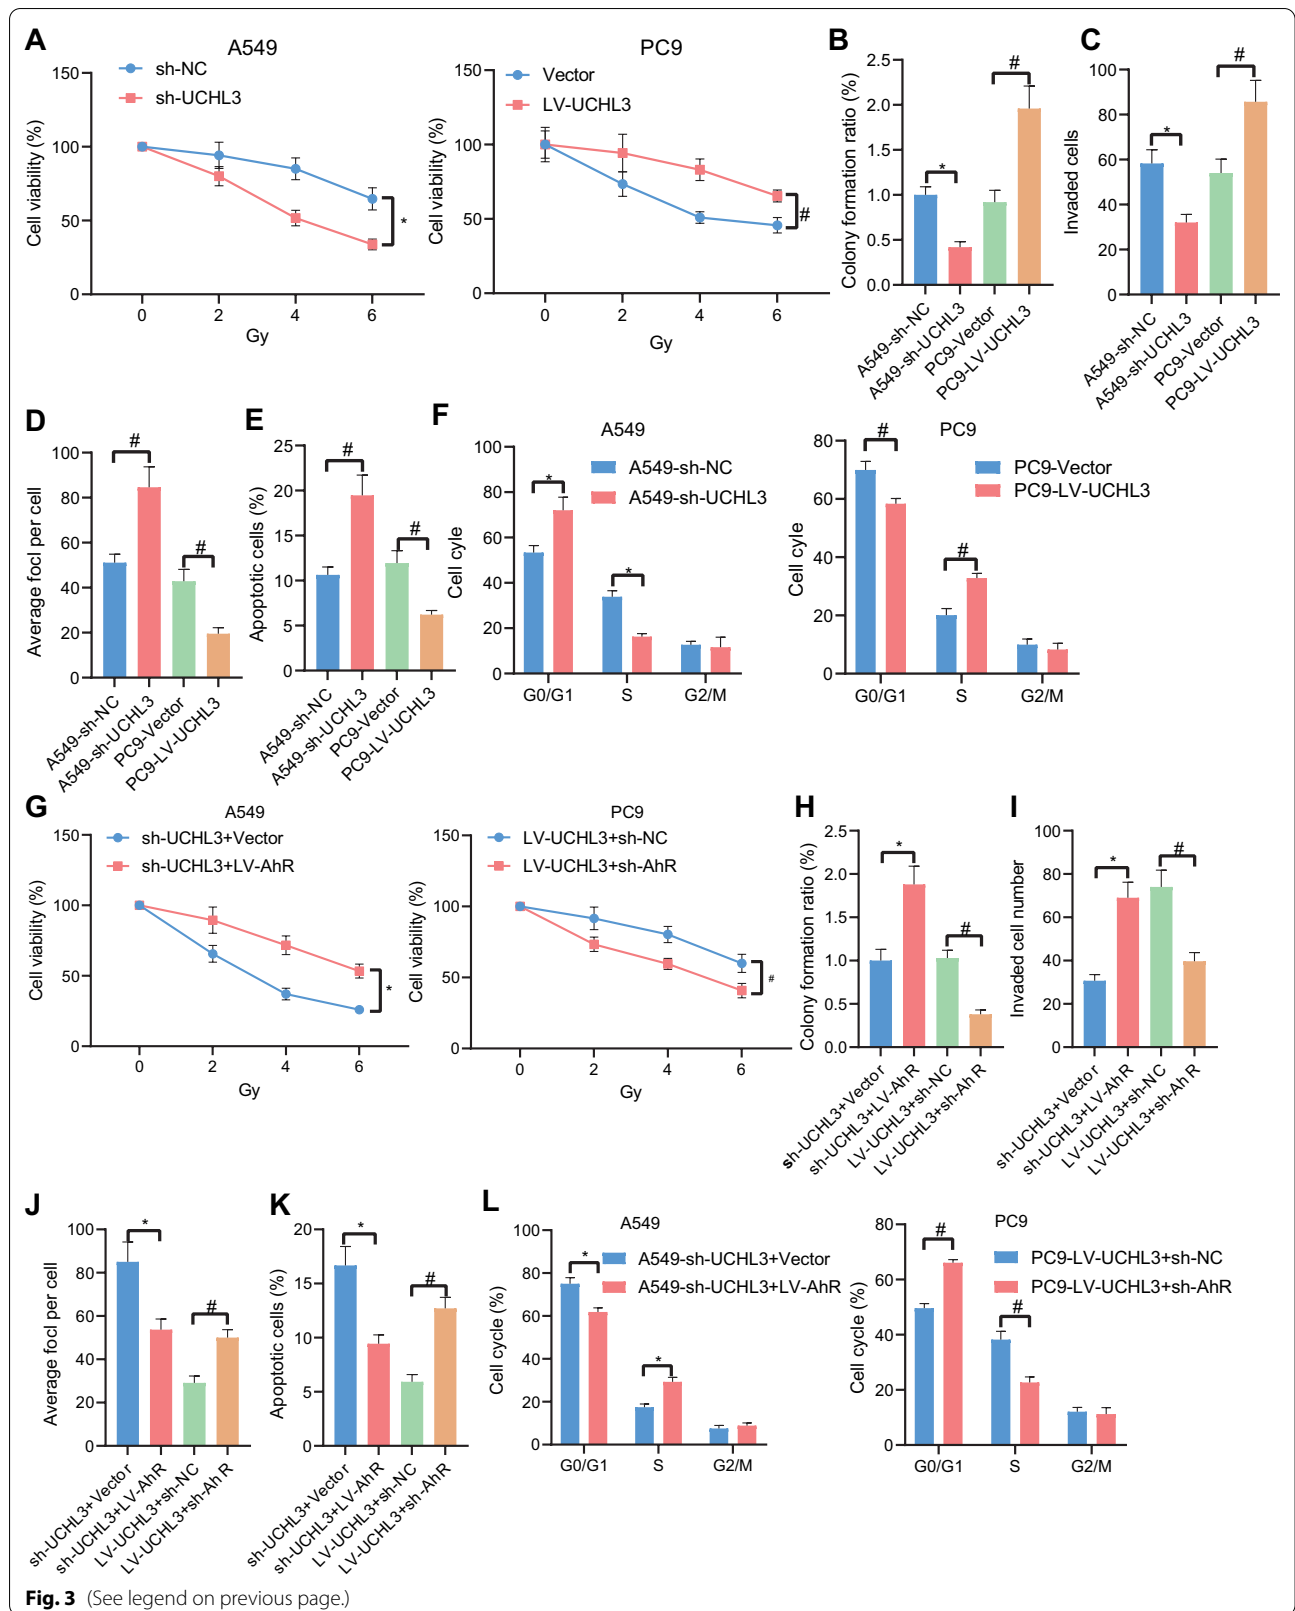 A
A549
sh-NC
sh-UCHL3
Cell viability (%)
150
100
50
0
0 2 4 6
Gy
*
PC9
Vector
LV-UCHL3
Cell viability (%)
150
100
50
0
0 2 4 6
Gy
#
B
Colony formation ratio (%)
2.5
2.0
1.5
1.0
0.5
0.0
*
#
A549-sh-NC
A549-sh-UCHL3
PC9-Vector
PC9-LV-UCHL3
C
Invaded cells
100
80
60
40
20
0
*
#
A549-sh-NC
A549-sh-UCHL3
PC9-Vector
PC9-LV-UCHL3
D
Average focl per cell
100
80
60
40
20
0
#
#
A549-sh-NC
A549-sh-UCHL3
PC9-Vector
PC9-LV-UCHL3
E
Apoptotic cells (%)
25
20
15
10
5
0
#
#
A549-sh-NC
A549-sh-UCHL3
PC9-Vector
PC9-LV-UCHL3
F
A549
A549-sh-NC
A549-sh-UCHL3
Cell cyle
100
80
60
40
20
0
*
*
G0/G1 S G2/M
PC9
PC9-Vector
PC9-LV-UCHL3
Cell cyle
80
60
40
20
0
#
#
G0/G1 S G2/M
G
A549
sh-UCHL3+Vector
sh-UCHL3+LV-AhR
Cell viability (%)
150
100
50
0
0 2 4 6
Gy
*
PC9
LV-UCHL3+sh-NC
LV-UCHL3+sh-AhR
Cell viability (%)
150
100
50
0
0 2 4 6
Gy
#
H
Colony formation ratio (%)
2.5
2.0
1.5
1.0
0.5
0.0
*
#
sh-UCHL3+Vector
sh-UCHL3+LV-AhR
LV-UCHL3+sh-NC
LV-UCHL3+sh-AhR
I
Invaded cell number
100
80
60
40
20
0
*
#
sh-UCHL3+Vector
sh-UCHL3+LV-AhR
LV-UCHL3+sh-NC
LV-UCHL3+sh-AhR
J
Average focl per cell
100
80
60
40
20
0
*
#
sh-UCHL3+Vector
sh-UCHL3+LV-AhR
LV-UCHL3+sh-NC
LV-UCHL3+sh-AhR
K
Apoptotic cells (%)
20
15
10
5
0
*
#
sh-UCHL3+Vector
sh-UCHL3+LV-AhR
LV-UCHL3+sh-NC
LV-UCHL3+sh-AhR
L
A549
A549-sh-UCHL3+Vector
A549-sh-UCHL3+LV-AhR
Cell cycle (%)
100
80
60
40
20
0
*
*
G0/G1 S G2/M
PC9
PC9-LV-UCHL3+sh-NC
PC9-LV-UCHL3+sh-AhR
Cell cycle (%)
80
60
40
20
0
#
#
G0/G1 S G2/M
Fig. 3 (See legend on previous page.)